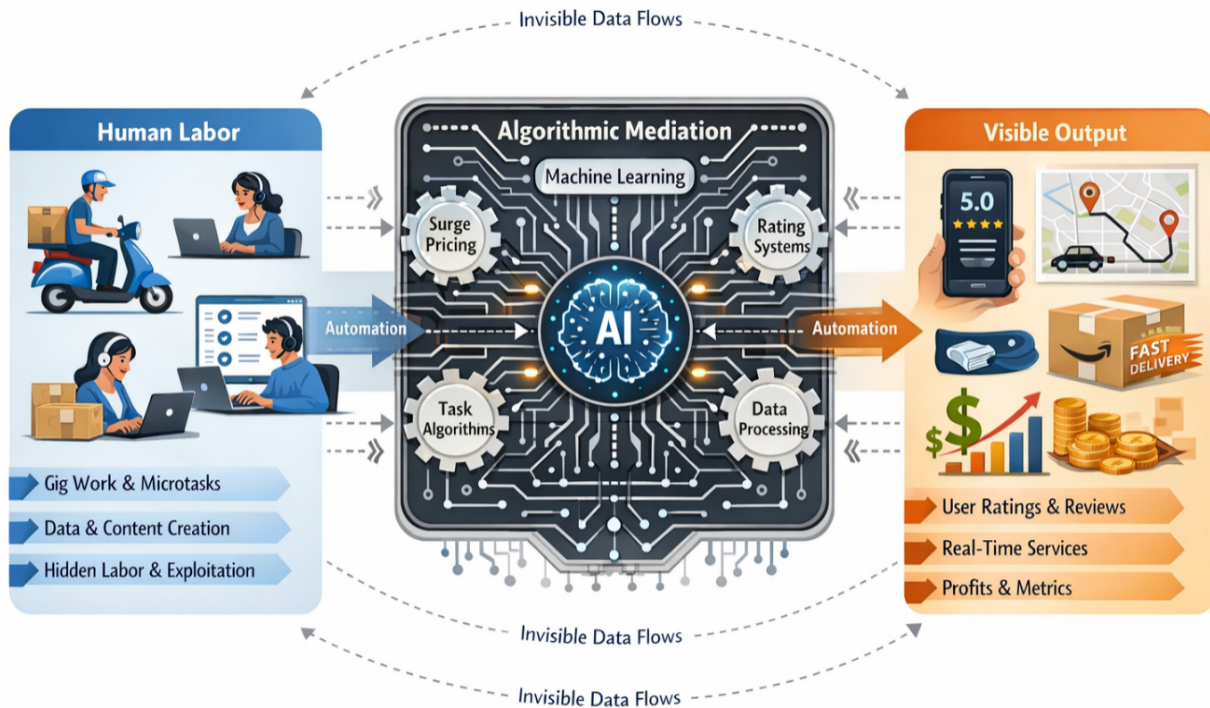 Invisible Data Flows
Human Labor
Algorithmic Mediation
Visible Output
Machine Learning
Surge
Pricing
Rating
Systems
5.0
Automation
AI
Automation
FAST
DELIVERY
Task
Algorithms
Data
Processing
$
$
Gig Work & Microtasks
Data & Content Creation
Hidden Labor & Exploitation
User Ratings & Reviews
Real-Time Services
Profits & Metrics
Invisible Data Flows
Invisible Data Flows